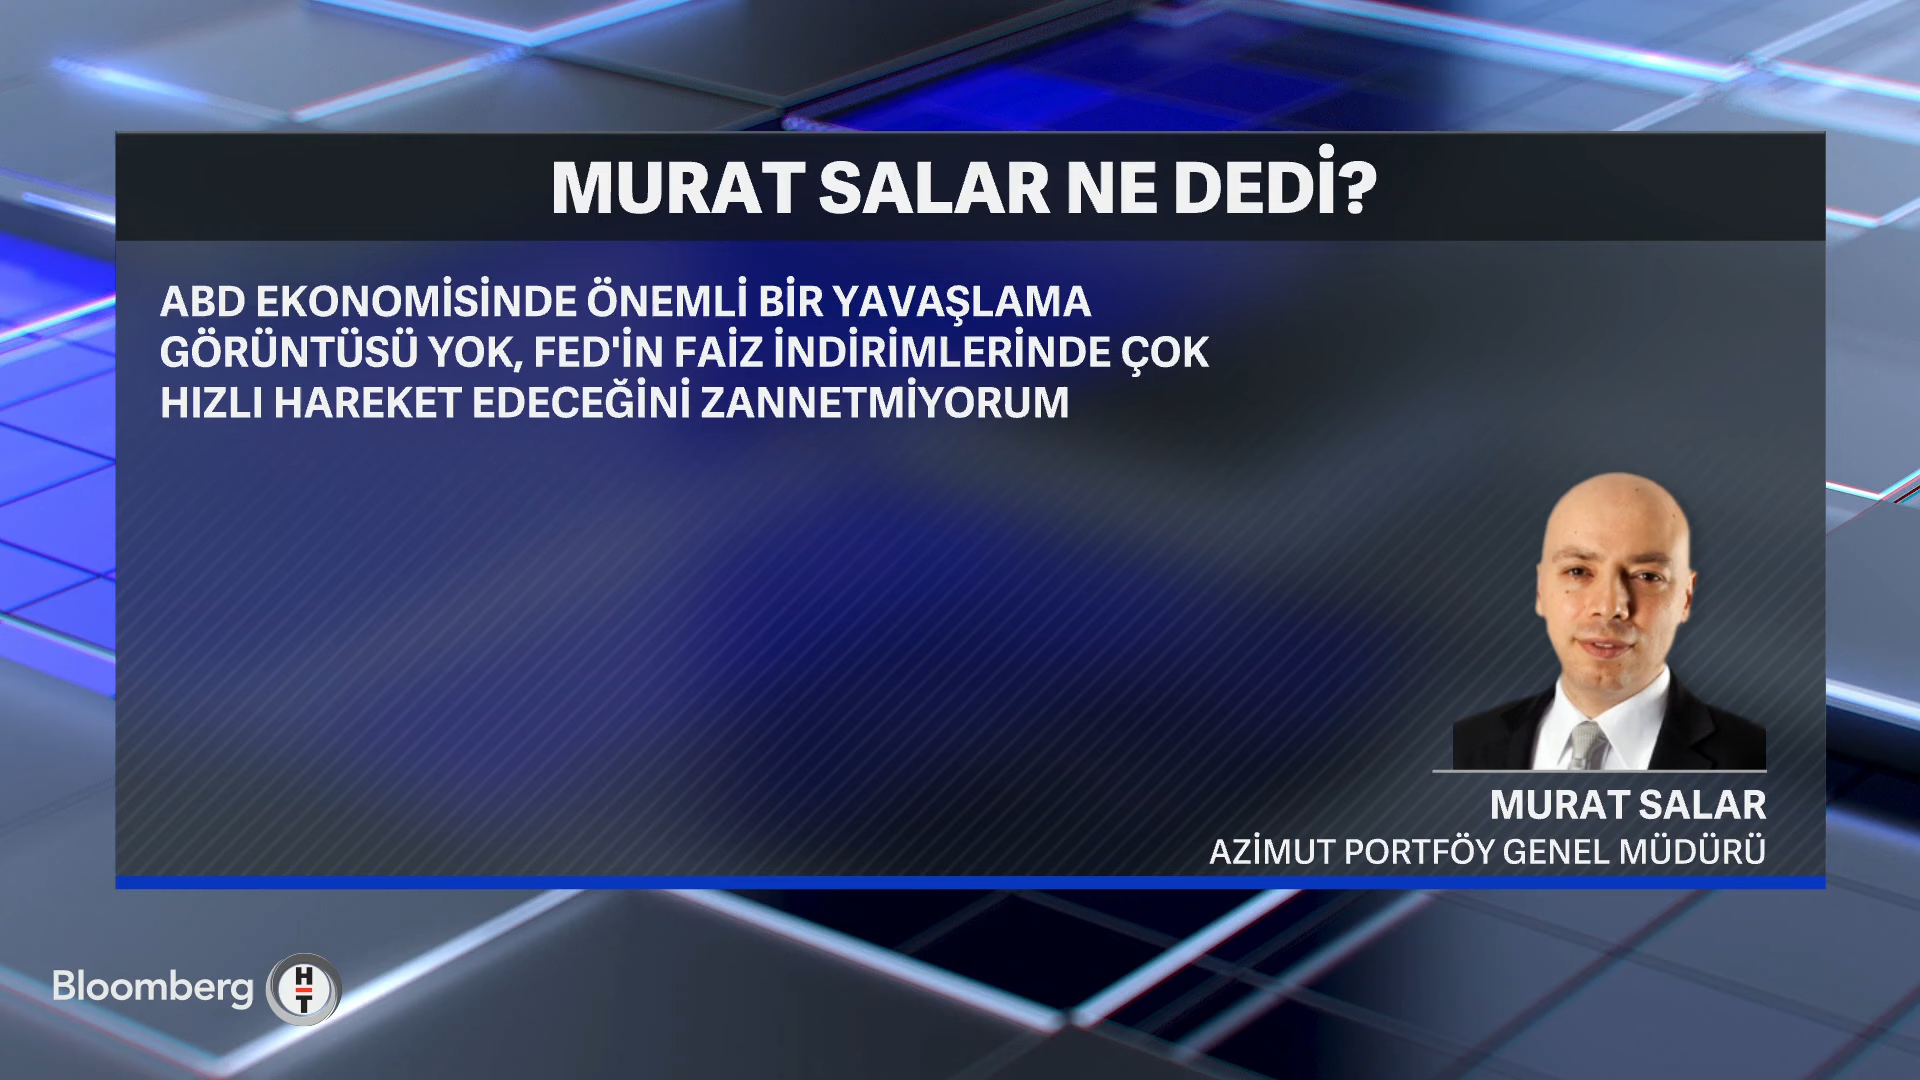 MURAT SALAR NE DEDİ?
ABD EKONOMİSİNDE ÖNEMLİ BİR YAVAŞLAMA
GÖRÜNTÜSÜ YOK, FED'İN FAİZ İNDİRİMLERİNDE ÇOK
HIZLI HAREKET EDECEĞİNİ ZANNETMİYORUM
MURAT SALAR
AZİMUT PORTFÖY GENEL MÜDÜRÜ
Bloomberg HT